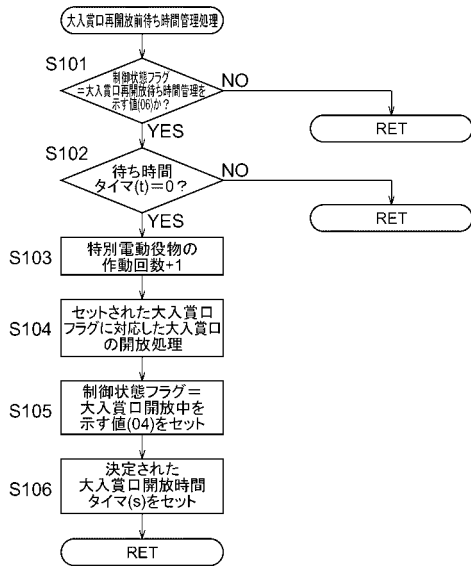 大入賞口再開放前待ち時間管理処理
S101
制御状態フラグ
＝大入賞口再開放待ち時間管理を
示す値(06)か？
NO
RET
YES
S102
待ち時間
タイマ(t)＝0？
NO
RET
YES
S103
特別電動役物の
作動回数+1
S104
セットされた大入賞口
フラグに対応した大入賞口
の開放処理
S105
制御状態フラグ＝
大入賞口開放中を
示す値(04)をセット
S106
決定された
大入賞口開放時間
タイマ(s)をセット
RET